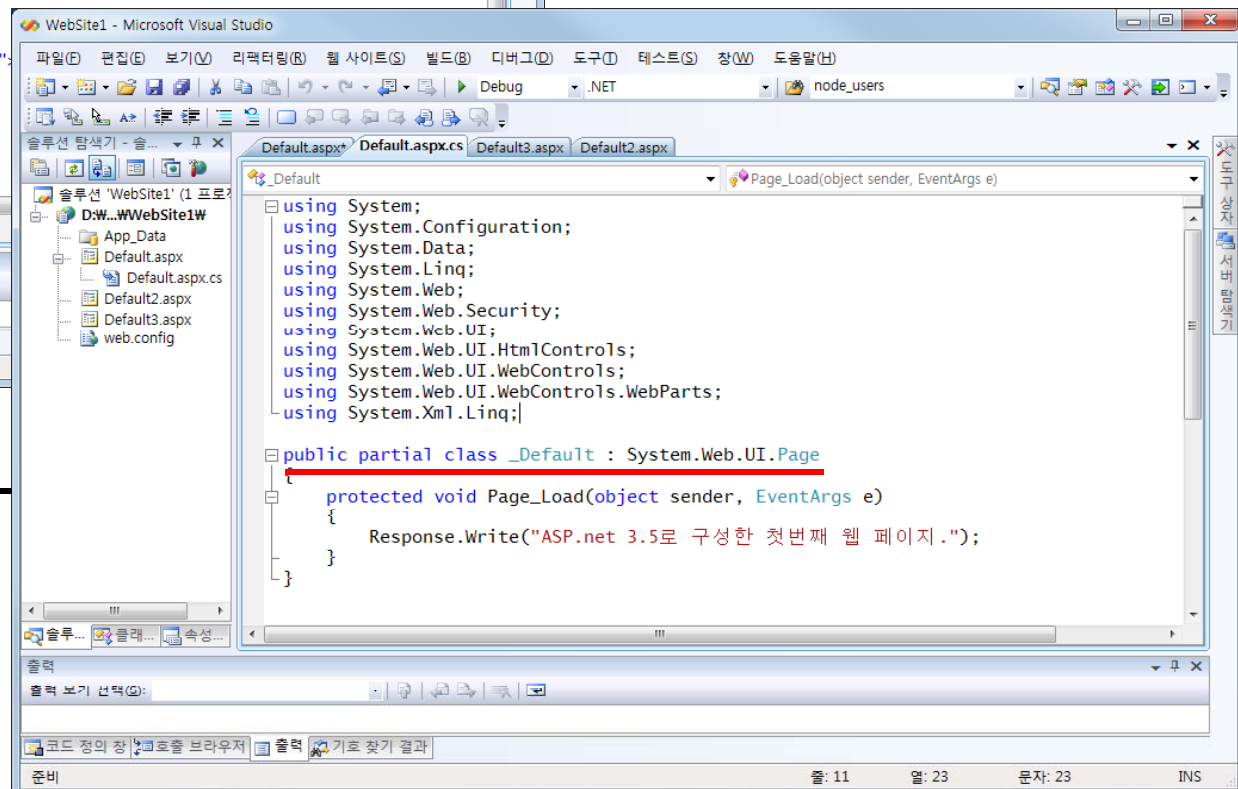 ">
WebSite1 - Microsoft Visual Studio
파일(F) 편집(E) 보기(V) 리팩터링(R) 웹 사이트(S) 빌드(B) 디버그(D) 도구(T) 테스트(S) 창(W) 도움말(H)
Debug .NET node_users
솔루션 탐색기 - 솔...
Default.aspx* Default.aspx.cs Default3.aspx Default2.aspx
_Default Page_Load(object sender, EventArgs e)
솔루션 'WebSite1' (1 프로젝
D:₩...₩WebSite1₩
App_Data
Default.aspx
Default.aspx.cs
Default2.aspx
Default3.aspx
web.config
using System;
using System.Configuration;
using System.Data;
using System.Linq;
using System.Web;
using System.Web.Security;
using System.Web.UI;
using System.Web.UI.HtmlControls;
using System.Web.UI.WebControls;
using System.Web.UI.WebControls.WebParts;
using System.Xml.Linq;
public partial class _Default : System.Web.UI.Page
{
protected void Page_Load(object sender, EventArgs e)
{
Response.Write("ASP.net 3.5로 구성한 첫번째 웹 페이지.");
}
}
도구 상자
서버 탐색기
솔루... 클래... 속성...
출력
출력 보기 선택(S):
코드 정의 창 호출 브라우저 출력 기호 찾기 결과
준비 줄: 11 열: 23 문자: 23 INS